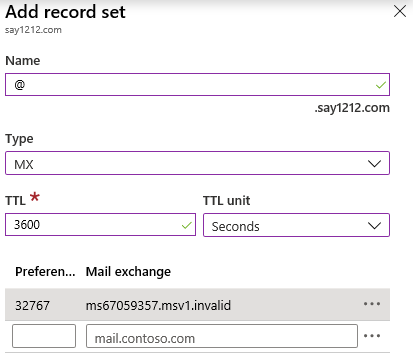 Add record set
say1212.com
Name
@
.say1212.com
Type
MX
TTL * TTL unit
3600 Seconds
Preferen... Mail exchange
32767 ms67059357.msv1.invalid ...
mail.contoso.com ...